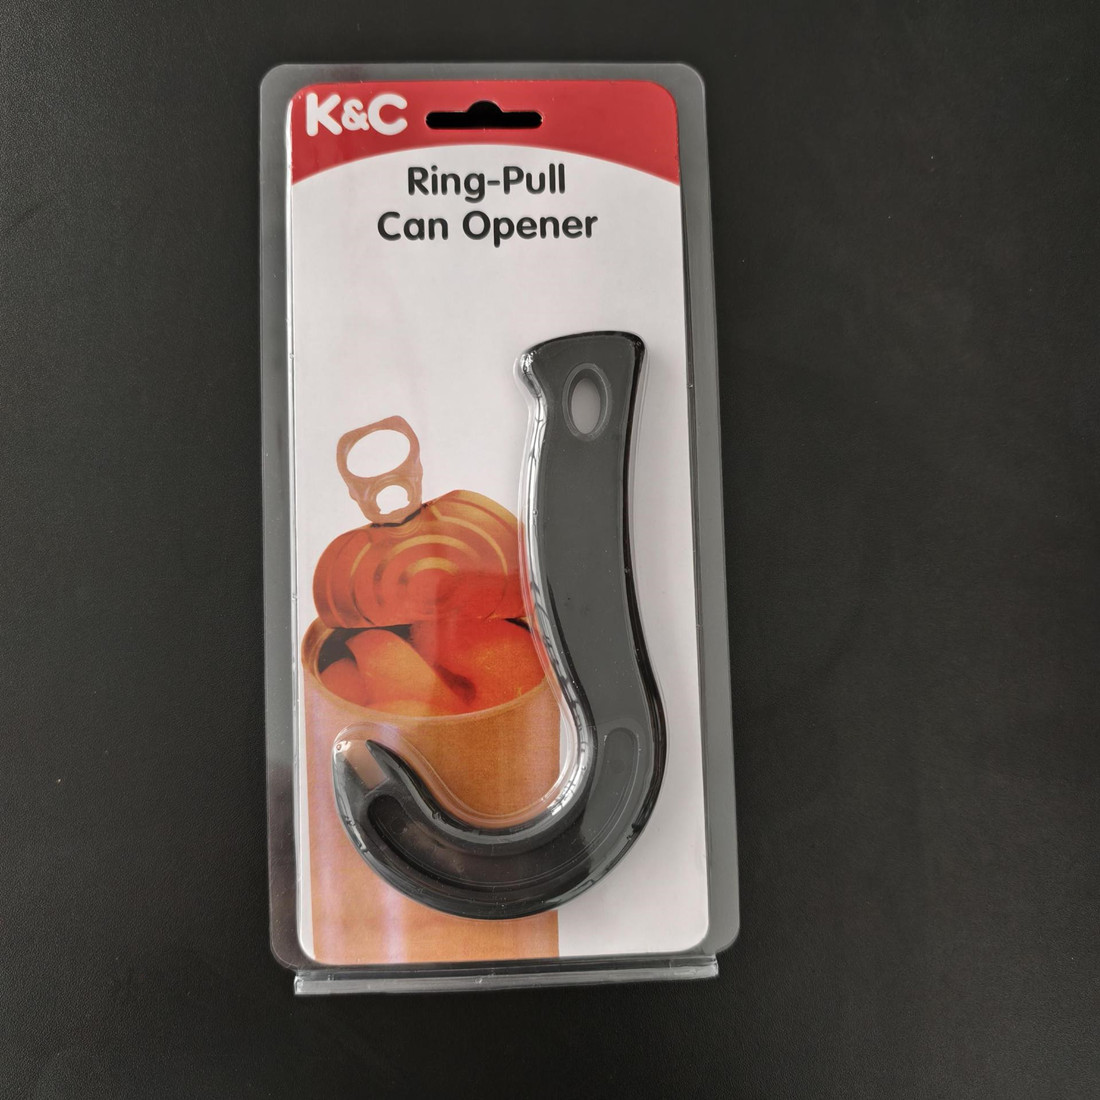 K&C
Ring-Pull
Can Opener